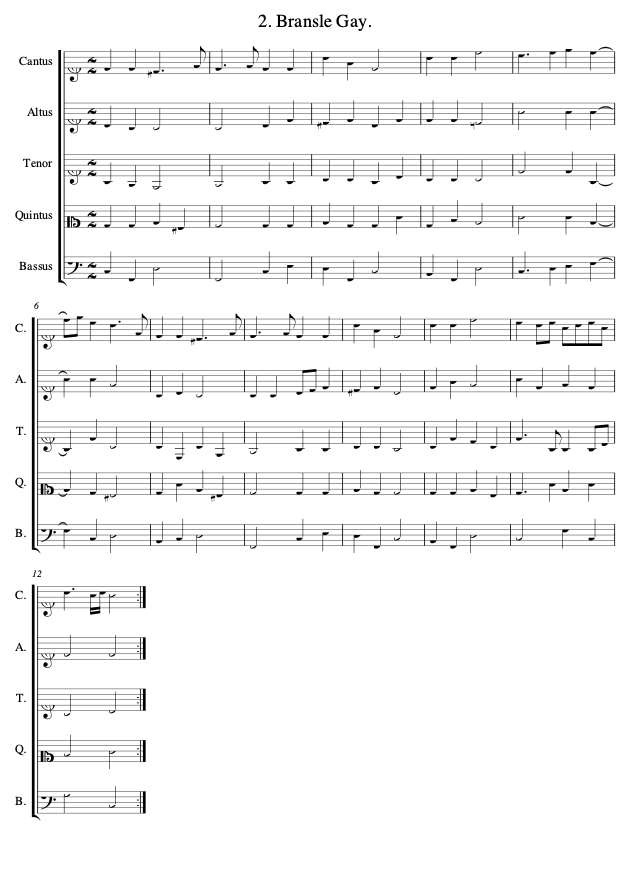 2. Bransle Gay.
Cantus
Altus
Tenor
Quintus
Bassus
6
C.
A.
T.
Q.
B.
12
C.
A.
T.
Q.
B.